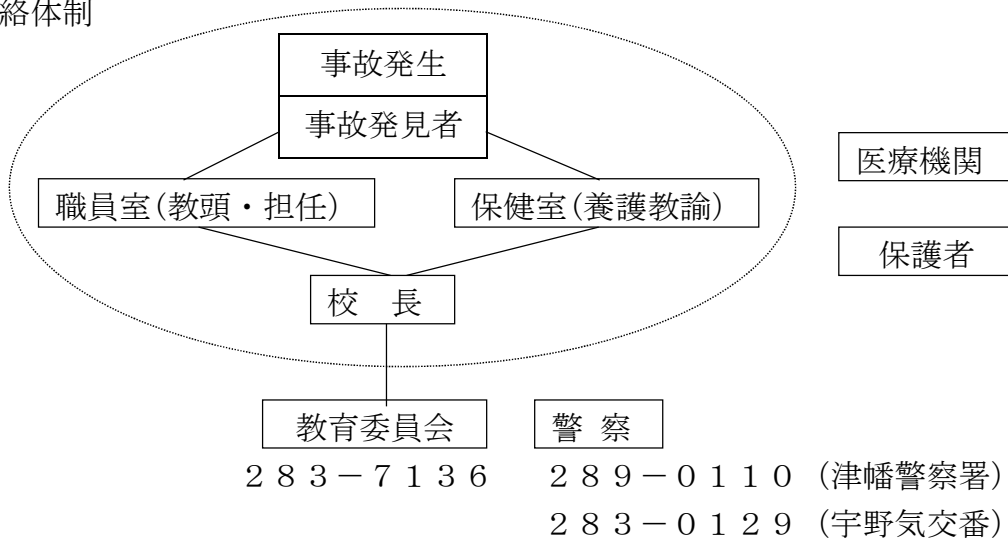 絡体制
事故発生
事故発見者
医療機関
職員室(教頭・担任)
保健室(養護教諭)
保護者
校　長
教育委員会
警 察
２８３－７１３６
２８９－０１１０ (津幡警察署)
２８３－０１２９ (宇野気交番)